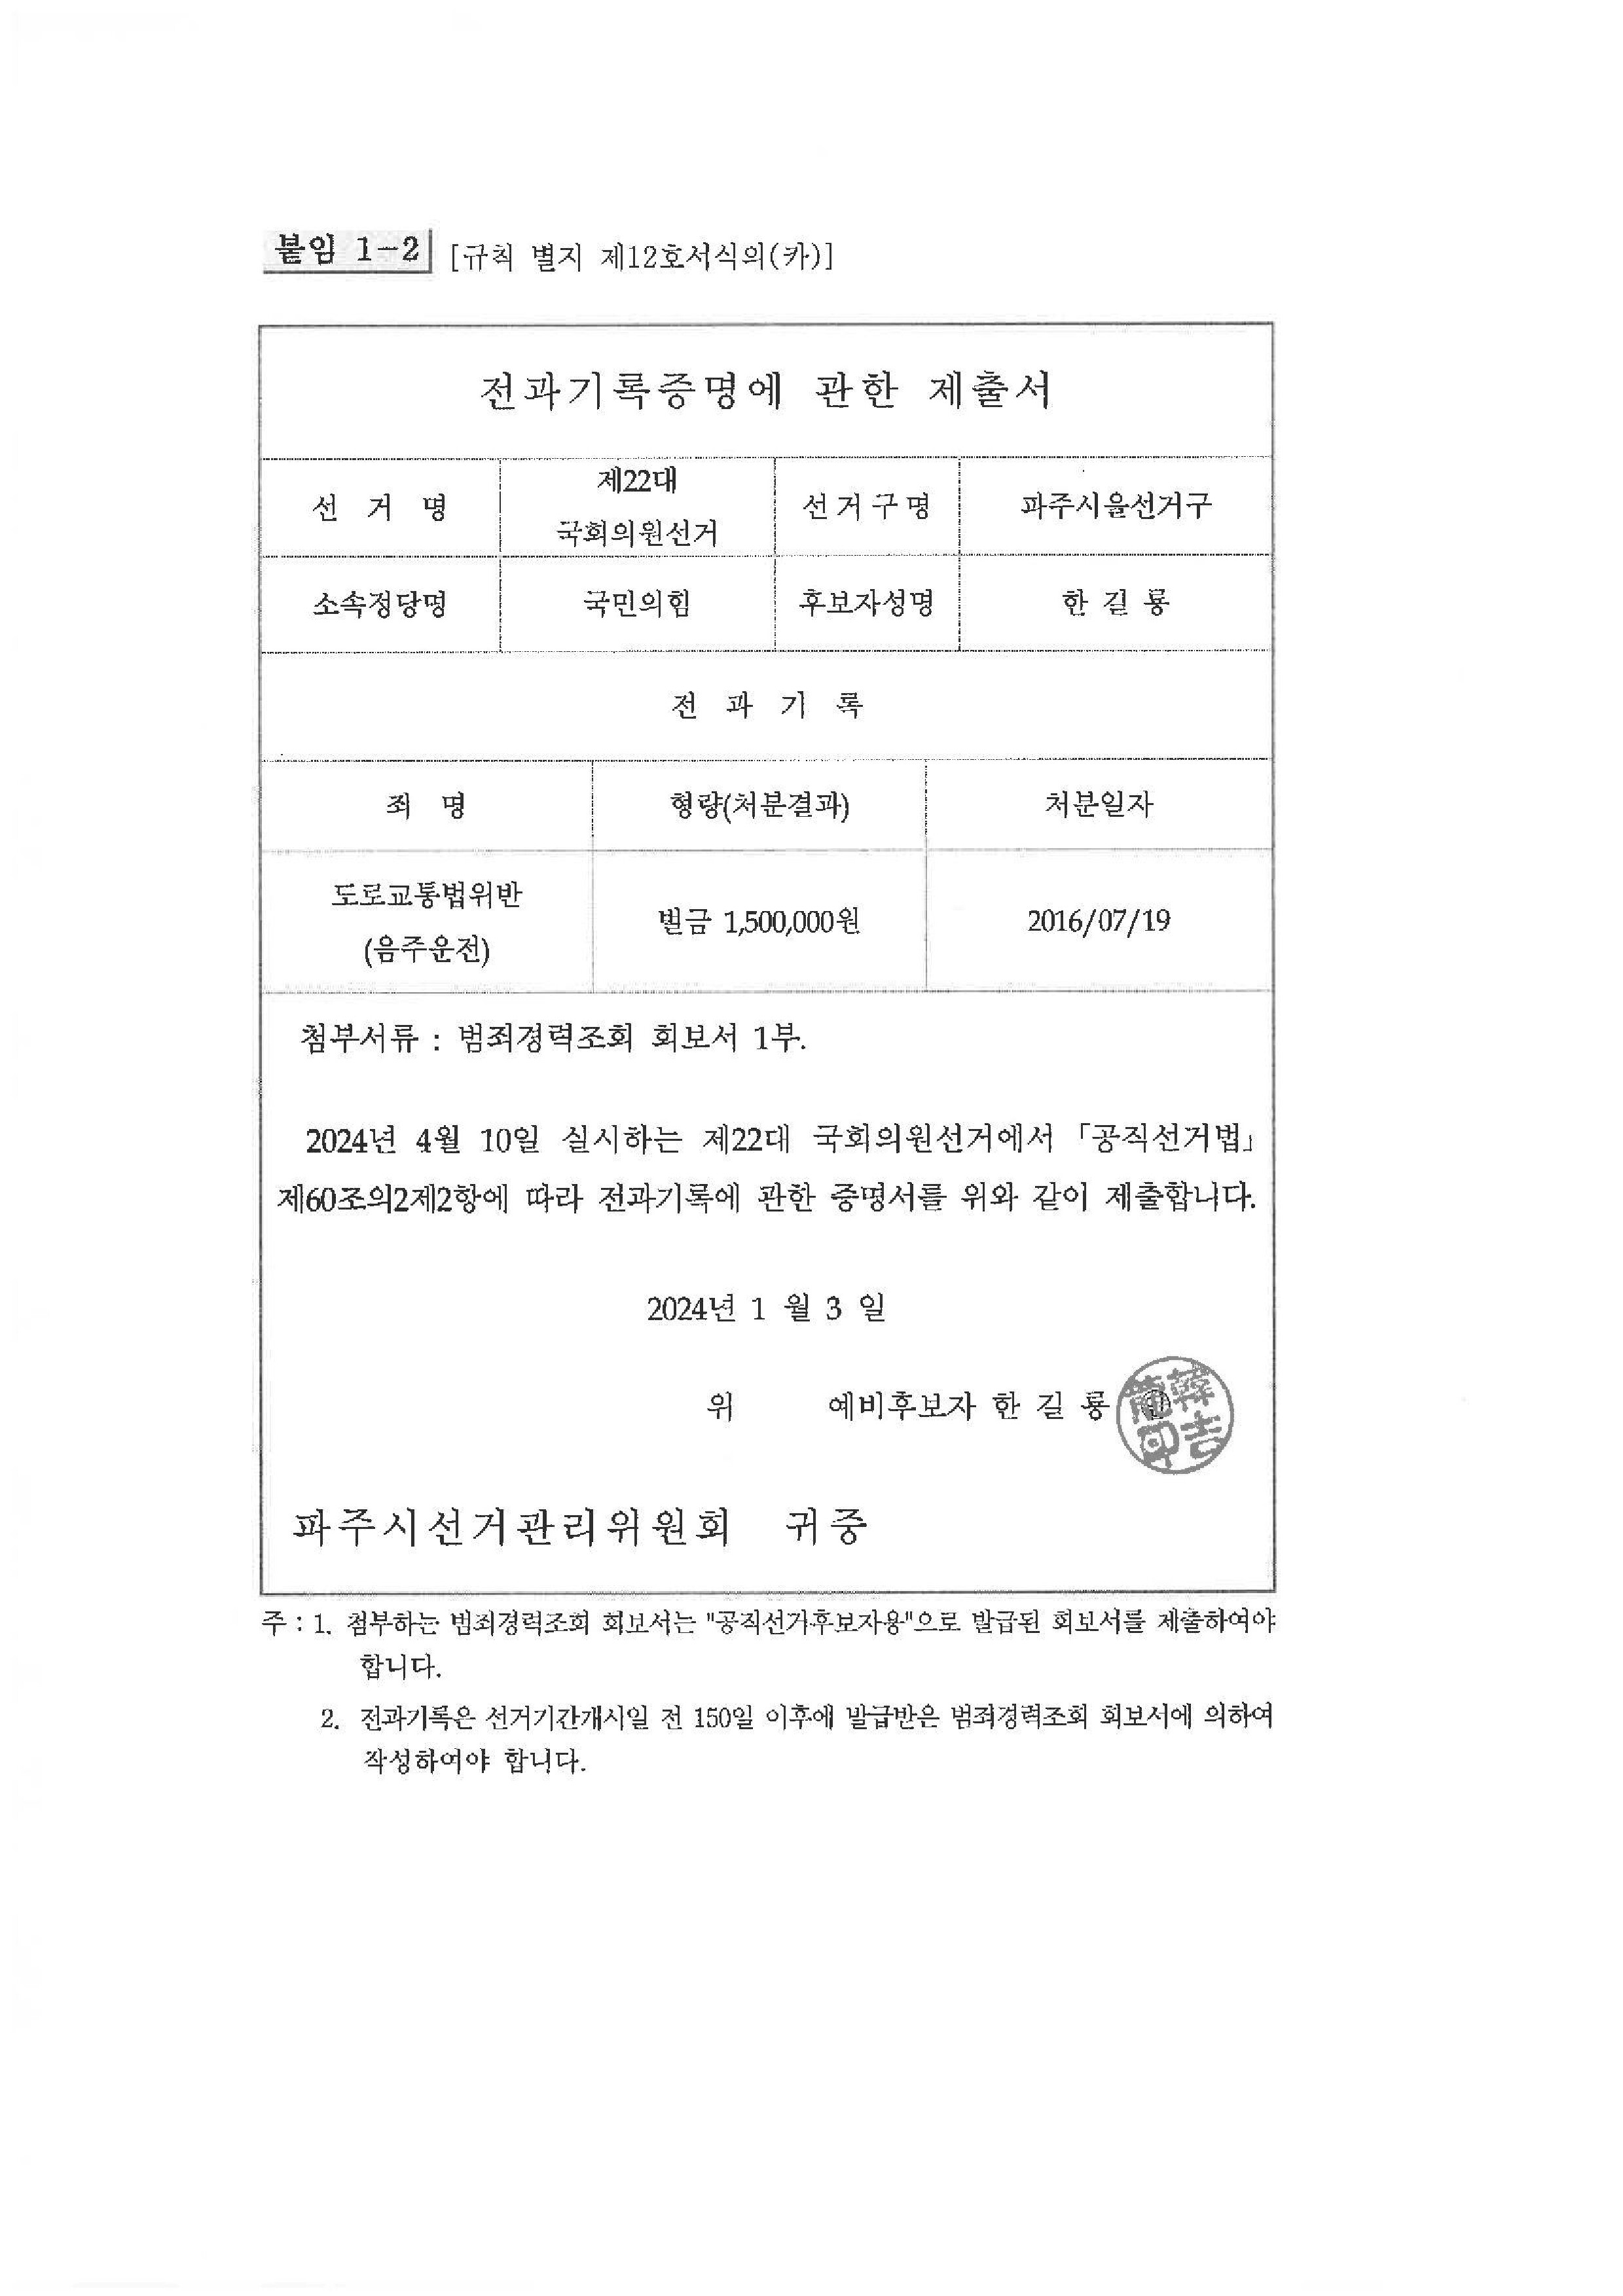 붙임 1-2 [규칙 별지 제12호서식의(카)]
전과기록증명에 관한 제출서
선 거 명
제22대
국회의원선거
선거구명
파주시을선거구
소속정당명
국민의힘
후보자성명
한 길 룡
전 과 기 록
죄 명
형량(처분결과)
처분일자
도로교통법위반
(음주운전)
벌금 1,500,000원
2016/07/19
첨부서류 : 범죄경력조회 회보서 1부.
2024년 4월 10일 실시하는 제22대 국회의원선거에서 「공직선거법」
제60조의2제2항에 따라 전과기록에 관한 증명서를 위와 같이 제출합니다.
2024년 1 월 3 일
위 예비후보자 한 길 룡 ㊞
龍韓
印吉
파주시선거관리위원회 귀중
주 : 1. 첨부하는 범죄경력조회 회보서는 "공직선거후보자용"으로 발급된 회보서를 제출하여야
합니다.
2. 전과기록은 선거기간개시일 전 150일 이후에 발급받은 범죄경력조회 회보서에 의하여
작성하여야 합니다.